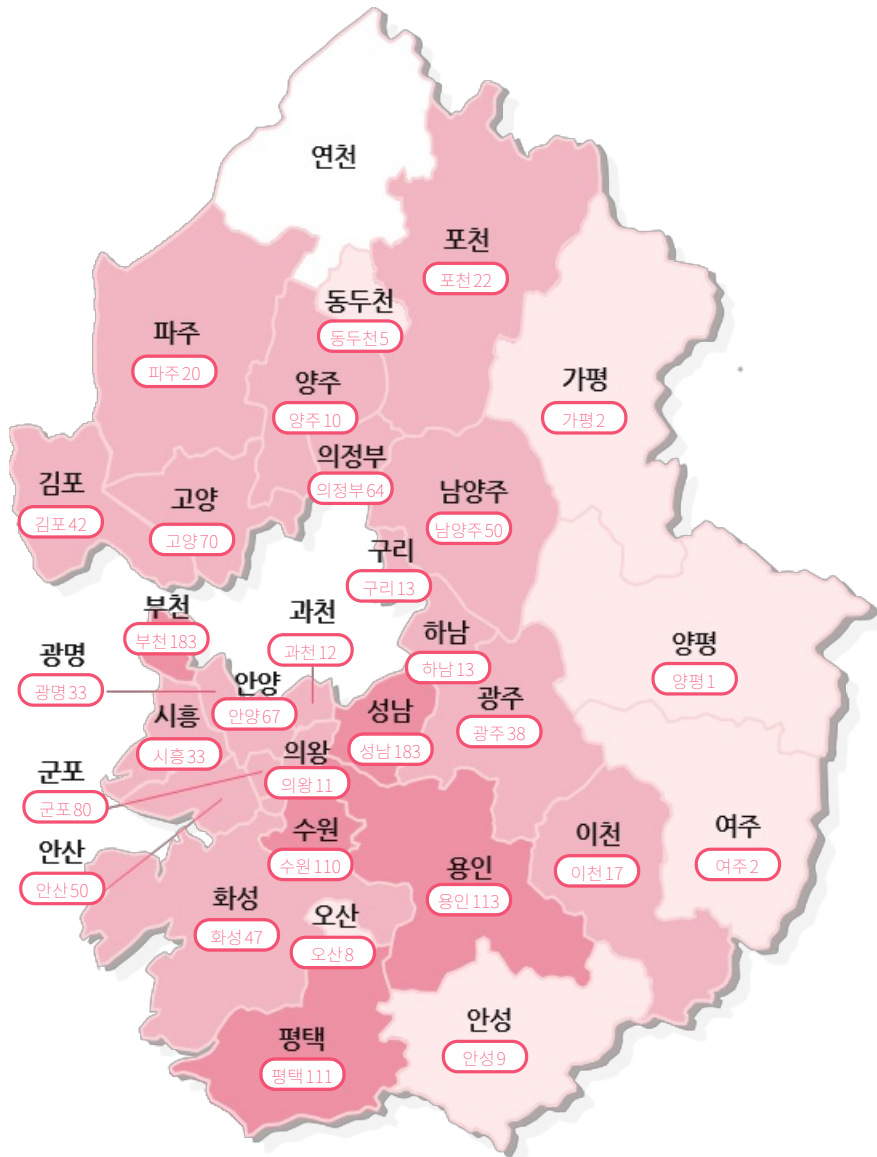 연천
포천
포천22
동두천
동두천5
파주
파주20
양주
양주10
가평
가평2
의정부
의정부64
김포
김포42
고양
고양70
남양주
남양주50
구리
구리13
부천
부천183
과천
과천12
하남
하남13
양평
양평1
광명
광명33
안양
안양67
시흥
시흥33
성남
성남183
광주
광주38
의왕
의왕11
군포
군포80
수원
수원110
이천
이천17
여주
여주2
안산
안산50
용인
용인113
화성
화성47
오산
오산8
안성
안성9
평택
평택111